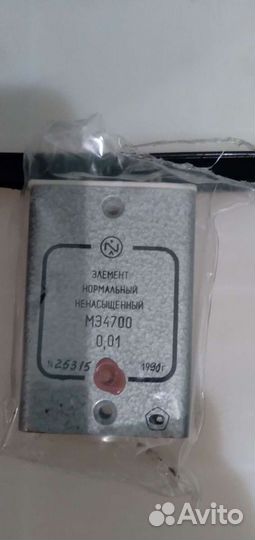 ЭЛЕМЕНТ
НОРМАЛЬНЫЙ
НЕНАСЫЩЕННЫЙ
МЭ4700
0,01
№ 26315 1990г
Avito